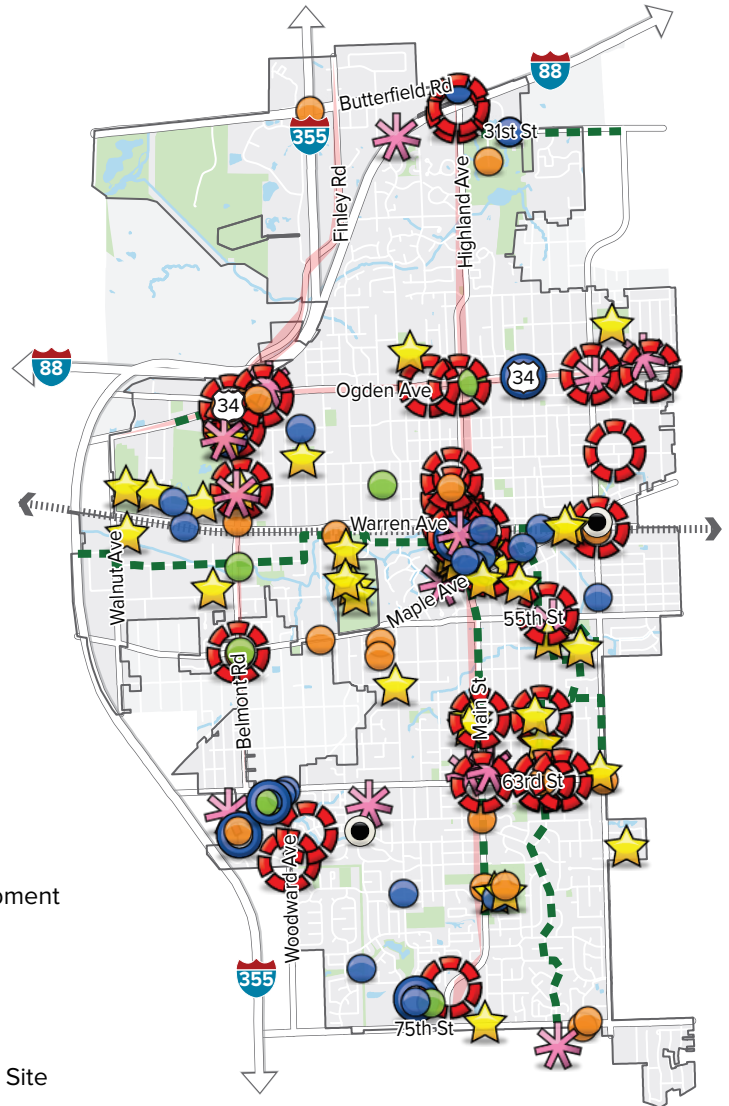 88
Butterfield Rd
355
31st St
Finley Rd
Highland Ave
88
Ogden Ave
34
34
Warren Ave
Walnut Ave
Maple Ave
55th St
Belmont Rd
Main St
63rd St
Woodward Ave
pment
355
75th St
Site